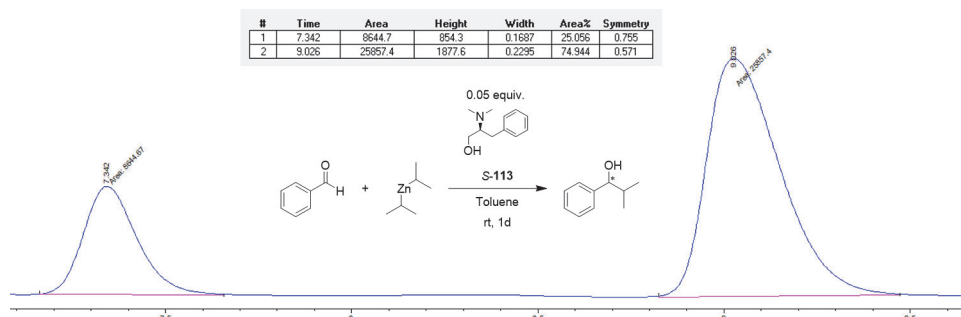 # Time Area Height Width Area% Symmetry
1 7.342 8644.7 854.3 0.1687 25.056 0.755
2 9.026 25857.4 1877.6 0.2295 74.944 0.571
7.342
Area: 8644.67
9.026
Area: 25857.4
0.05 equiv.
N
OH
S-113
Toluene
rt, 1d
O
H
+
Zn
OH
*